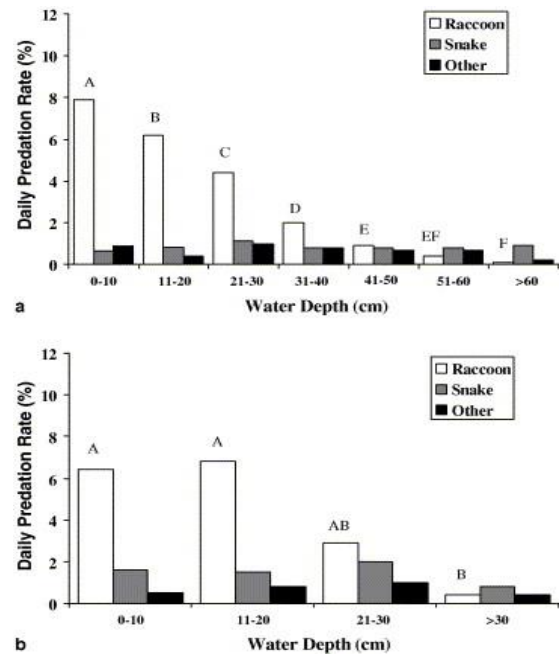 12
10
8
6
4
2
0
Daily Predation Rate (%)
Raccoon
Snake
Other
A
B
C
D
E
EF
F
0-10 11-20 21-30 31-40 41-50 51-60 >60
a Water Depth (cm)
12
10
8
6
4
2
0
Daily Predation Rate (%)
Raccoon
Snake
Other
A
A
AB
B
0-10 11-20 21-30 >30
b Water Depth (cm)